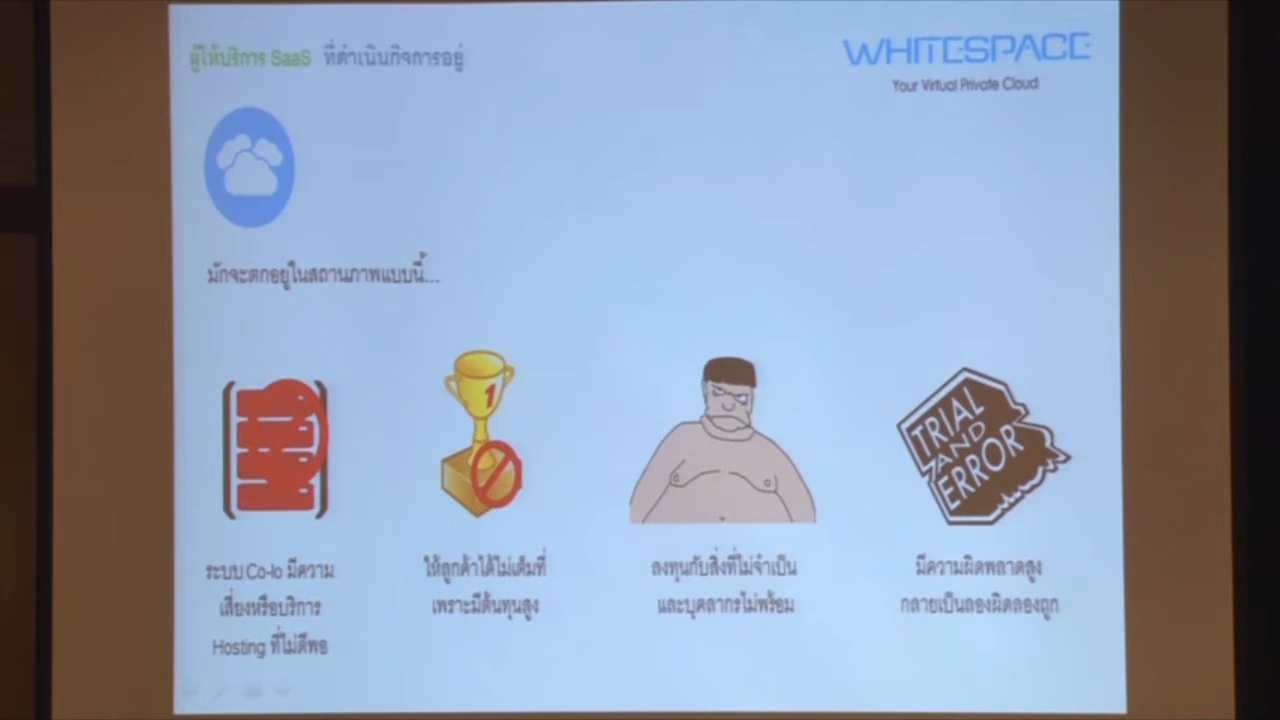 ผู้ให้บริการ SaaS ที่ดำเนินกิจการอยู่
WHITESPACE
Your Virtual Private Cloud
มักจะตกอยู่ในสถานภาพแบบนี้...
1
TRIAL
AND
ERROR
ระบบ Co-lo มีความ
เสี่ยงหรือบริการ
Hosting ที่ไม่ดีพอ
ให้ลูกค้าได้ไม่เต็มที่
เพราะมีต้นทุนสูง
ลงทุนกับสิ่งที่ไม่จำเป็น
และบุคลากรไม่พร้อม
มีความผิดพลาดสูง
กลายเป็นลองผิดลองถูก